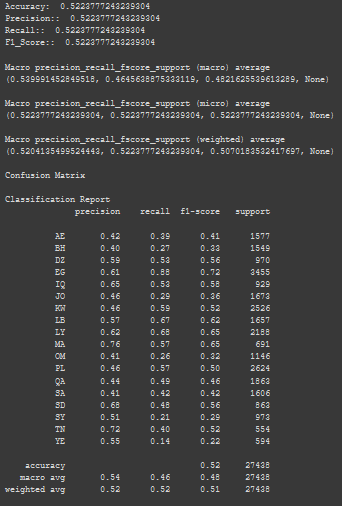 Accuracy: 0.5223777243239304
Precision:: 0.5223777243239304
Recall:: 0.5223777243239304
F1_Score:: 0.5223777243239304
Macro precision_recall_fscore_support (macro) average
(0.539991452849518, 0.4645638875333119, 0.4821625539613289, None)
Macro precision_recall_fscore_support (micro) average
(0.5223777243239304, 0.5223777243239304, 0.5223777243239304, None)
Macro precision_recall_fscore_support (weighted) average
(0.5204135499524443, 0.5223777243239304, 0.5070183532417697, None)
Confusion Matrix
Classification Report
precision recall f1-score support
AE 0.42 0.39 0.41 1577
BH 0.40 0.27 0.33 1549
DZ 0.59 0.53 0.56 970
EG 0.61 0.88 0.72 3455
IQ 0.65 0.53 0.58 929
JO 0.46 0.29 0.36 1673
KW 0.46 0.59 0.52 2526
LB 0.57 0.67 0.62 1657
LY 0.62 0.68 0.65 2188
MA 0.76 0.57 0.65 691
OM 0.41 0.26 0.32 1146
PL 0.46 0.57 0.50 2624
QA 0.44 0.49 0.46 1863
SA 0.41 0.42 0.42 1606
SD 0.68 0.48 0.56 863
SY 0.51 0.21 0.29 973
TN 0.72 0.40 0.52 554
YE 0.55 0.14 0.22 594
accuracy 0.52 27438
macro avg 0.54 0.46 0.48 27438
weighted avg 0.52 0.52 0.51 27438